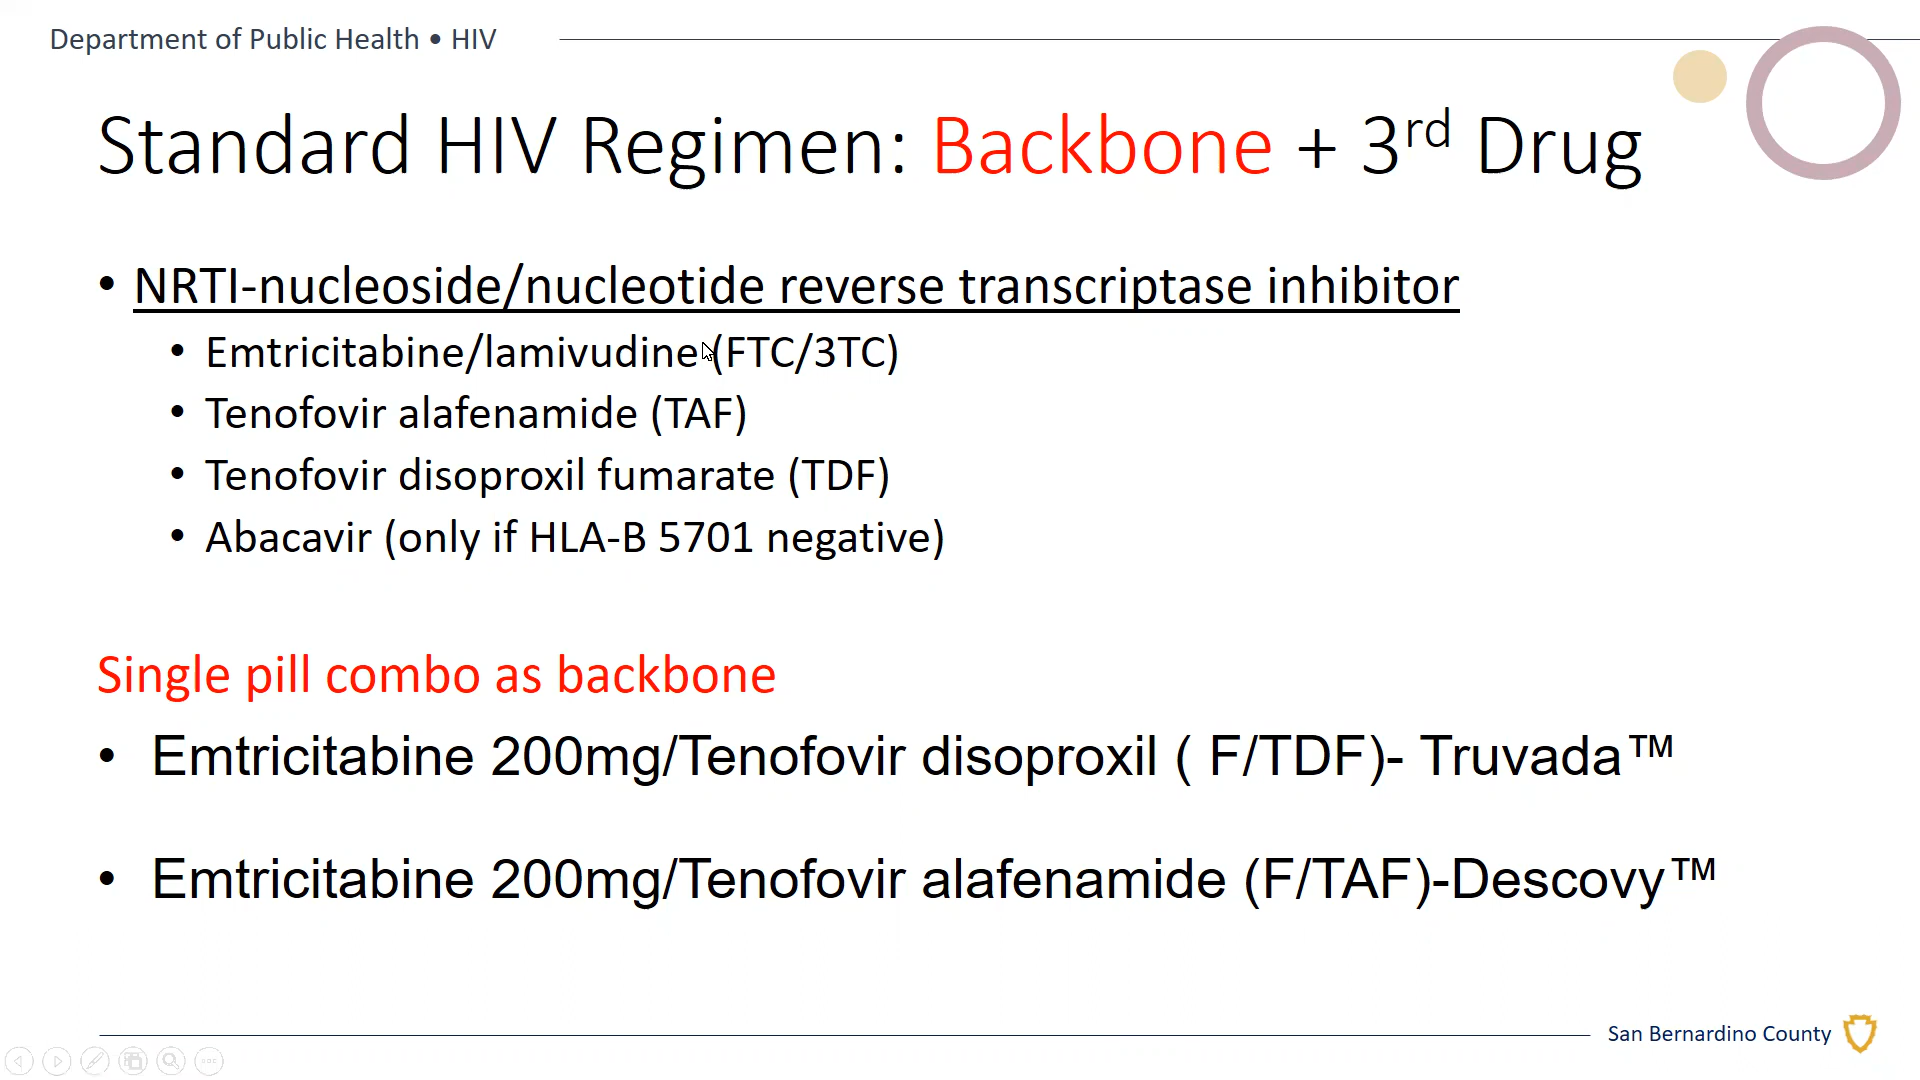 Department of Public Health • HIV
Standard HIV Regimen: Backbone + 3rd Drug
• NRTI-nucleoside/nucleotide reverse transcriptase inhibitor
• Emtricitabine/lamivudine (FTC/3TC)
• Tenofovir alafenamide (TAF)
• Tenofovir disoproxil fumarate (TDF)
• Abacavir (only if HLA-B 5701 negative)
Single pill combo as backbone
• Emtricitabine 200mg/Tenofovir disoproxil ( F/TDF)- Truvada™
• Emtricitabine 200mg/Tenofovir alafenamide (F/TAF)-Descovy™
San Bernardino County